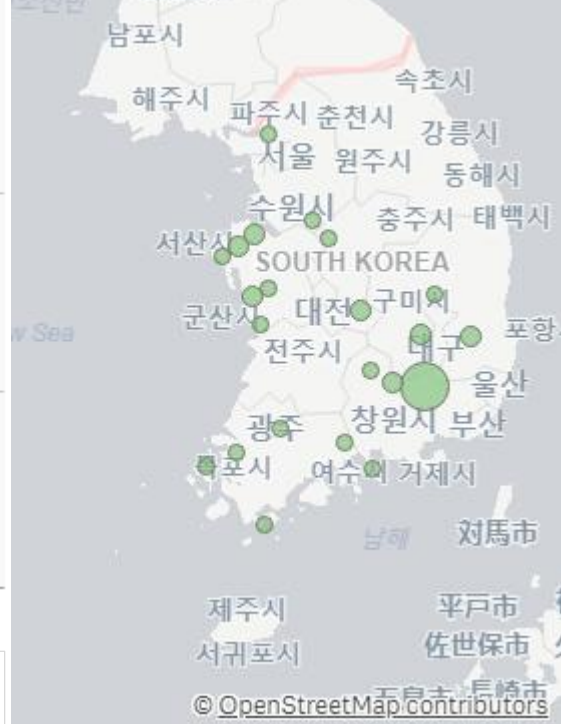 남포시
속초시
해주시
파주시
춘천시
강릉시
서울
원주시
동해시
수원시
충주시
태백시
서산시
SOUTH KOREA
군산시
대전
구미시
포항
w Sea
전주시
대구
울산
광주
창원시
부산
목포시
여수시
거제시
남해
対馬市
제주시
平戸市
서귀포시
佐世保市
長崎市
© OpenStreetMap contributors